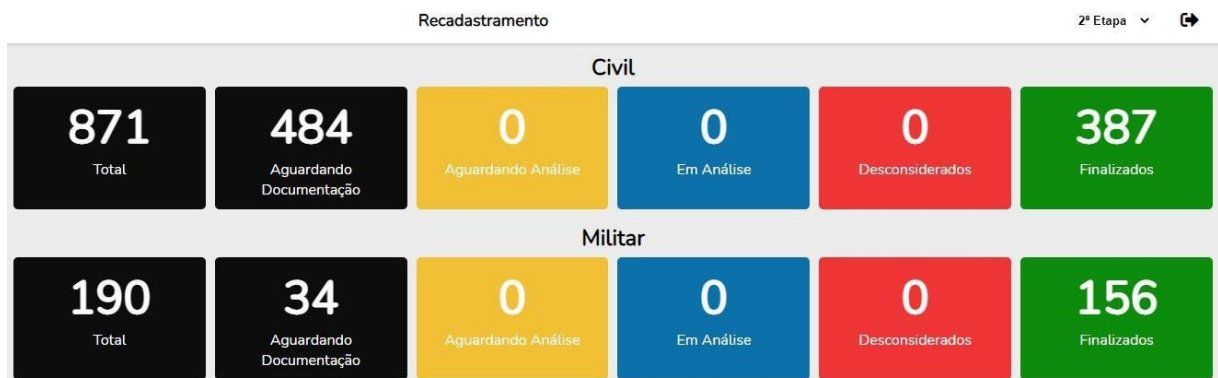 Recadastramento
2ª Etapa
Civil
871
Total
484
Aguardando
Documentação
0
Aguardando Análise
0
Em Análise
0
Desconsiderados
387
Finalizados
Militar
190
Total
34
Aguardando
Documentação
0
Aguardando Análise
0
Em Análise
0
Desconsiderados
156
Finalizados